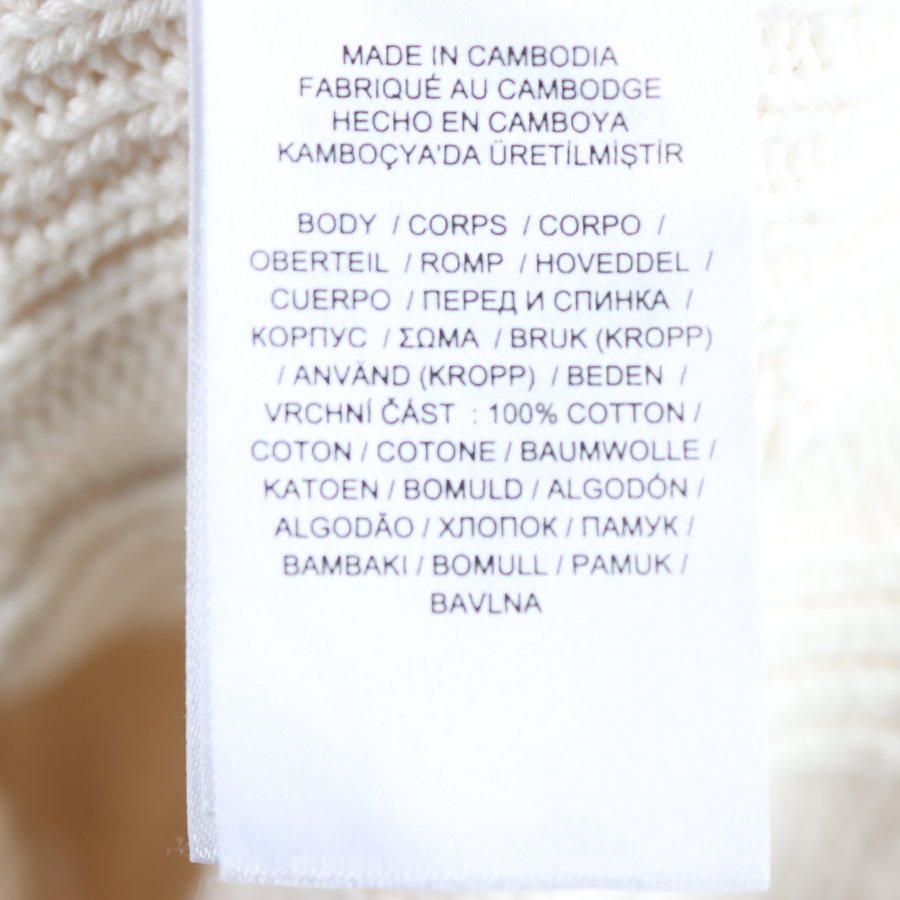 MADE IN CAMBODIA
FABRIQUÉ AU CAMBODGE
HECHO EN CAMBOYA
KAMBOÇYA'DA ÜRETİLMİŞTİR
BODY / CORPS / CORPO /
OBERTEIL / ROMP / HOVEDDEL /
CUERPO / ПЕРЕД И СПИНКА /
КОРПУС / ΣΩΜΑ / BRUK (KROPP)
/ ANVÄND (KROPP) / BEDEN /
VRCHNÍ ČÁST : 100% COTTON /
COTON / COTONE / BAUMWOLLE /
KATOEN / BOMULD / ALGODÓN /
ALGODÃO / ХЛОПОК / ПАМУК /
BAMBAKI / BOMULL / PAMUK /
BAVLNA